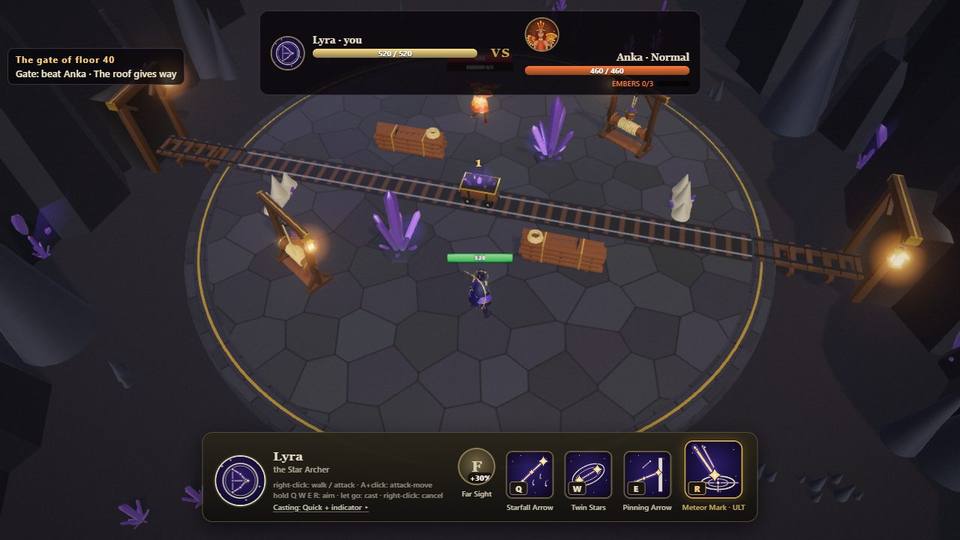 The gate of floor 40
Gate: beat Anka · The roof gives way
Lyra · you
520 / 520
VS
Anka · Normal
460 / 460
EMBERS 0/3
1
520
Lyra
the Star Archer
right-click: walk / attack · A+click: attack-move
hold Q W E R: aim · let go: cast · right-click: cancel
Casting: Quick + indicator
F
+30%
Far Sight
Q
Starfall Arrow
W
Twin Stars
E
Pinning Arrow
R
Meteor Mark · ULT